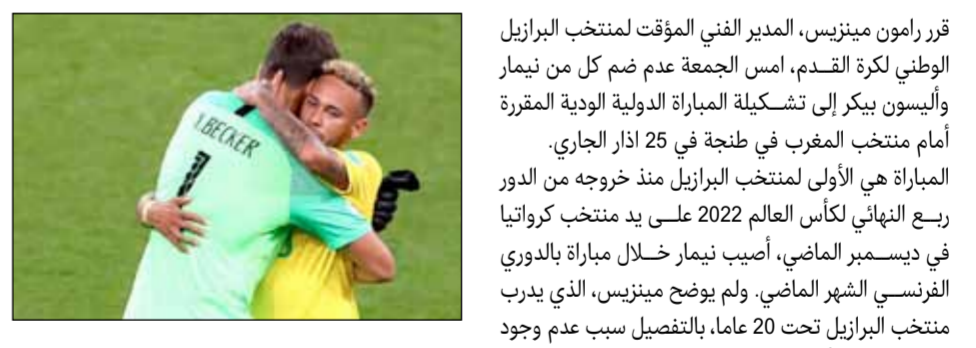 قرر رامون مينزيس، المدير الفني المؤقت لمنتخب البرازيل
الوطني لكرة القدم، امس الجمعة عدم ضم كل من نيمار
وأليسون بيكر إلى تشكيلة المباراة الدولية الودية المقررة
أمام منتخب المغرب في طنجة في 25 اذار الجاري.
المباراة هي الأولى لمنتخب البرازيل منذ خروجه من الدور
ربع النهائي لكأس العالم 2022 على يد منتخب كرواتيا
في ديسمبر الماضي، أصيب نيمار خلال مباراة بالدوري
الفرنسي الشهر الماضي. ولم يوضح مينزيس، الذي يدرب
منتخب البرازيل تحت 20 عاما، بالتفصيل سبب عدم وجود
A.BECKER
1